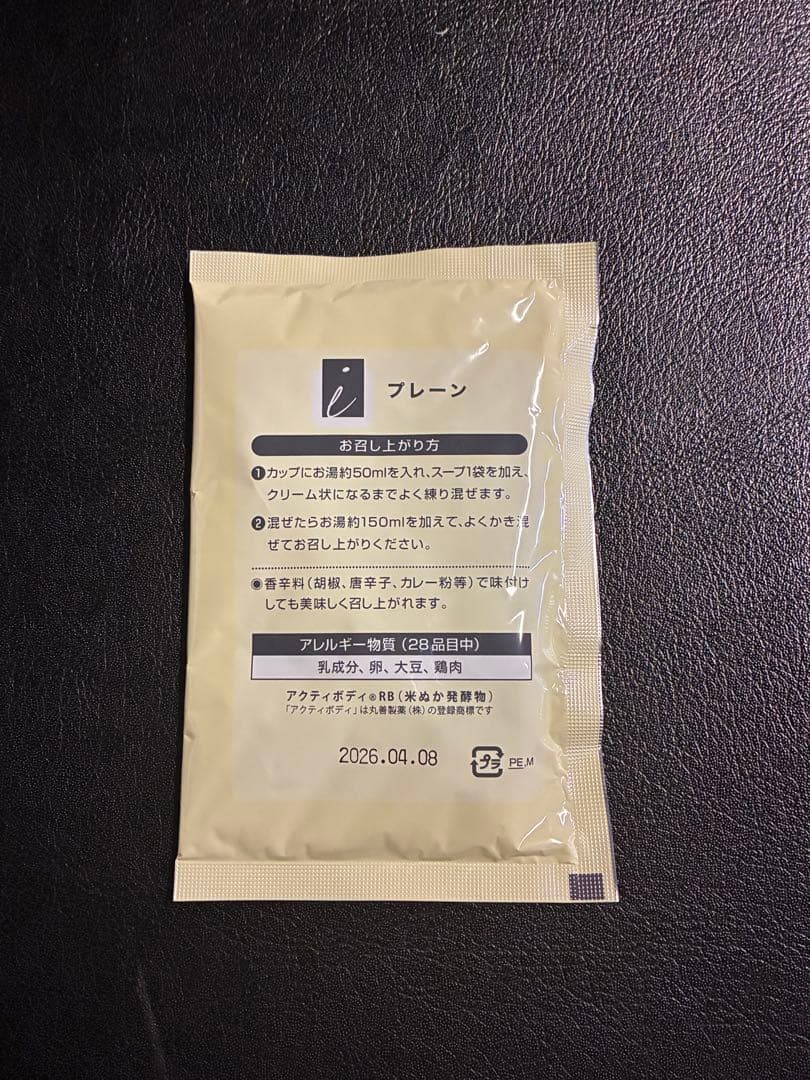 i プレーン
お召し上がり方
❶カップにお湯約50mlを入れ、スープ1袋を加え、
クリーム状になるまでよく練り混ぜます。
❷混ぜたらお湯約150mlを加えて、よくかき混
ぜてお召し上がりください。
◉香辛料（胡椒、唐辛子、カレー粉等）で味付け
しても美味しく召し上がれます。
アレルギー物質（28品目中）
乳成分、卵、大豆、鶏肉
アクティボディ®RB（米ぬか発酵物）
「アクティボディ」は丸善製薬（株）の登録商標です
2026.04.08 プラ PE,M